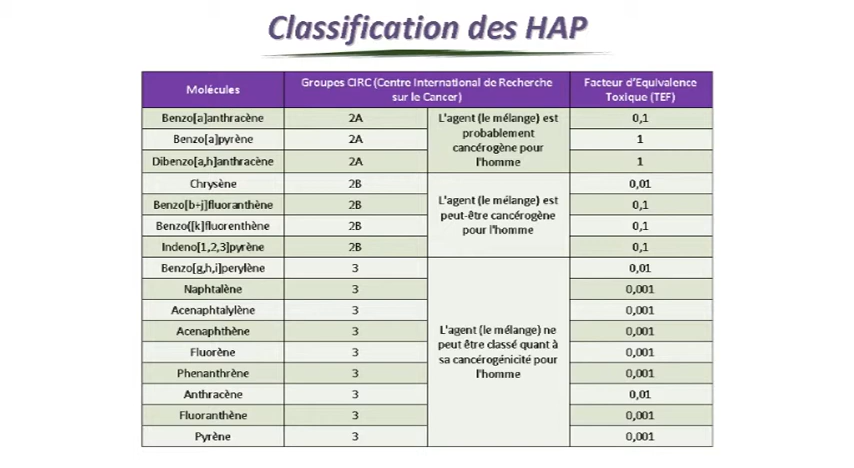 Classification des HAP
Molécules
Groupes CIRC (Centre International de Recherche
sur le Cancer)
Facteur d'Equivalence
Toxique (TEF)
Benzo[a]anthracène 2A 0,1
Benzo[a]pyrène 2A 1
Dibenzo[a,h]anthracène 2A 1
L'agent (le mélange) est
probablement
cancérogène pour
l'homme
Chrysène 2B 0,01
Benzo[b+j]fluoranthène 2B 0,1
Benzo([k]fluorenthène 2B 0,1
Indeno[1,2,3]pyrène 2B 0,1
L'agent (le mélange) est
peut-être cancérogène
pour l'homme
Benzo[g,h,i]perylène 3 0,01
Naphtalène 3 0,001
Acenaphtalylène 3 0,001
Acenaphthène 3 0,001
Fluorène 3 0,001
Phenanthrène 3 0,001
Anthracène 3 0,01
Fluoranthène 3 0,001
Pyrène 3 0,001
L'agent (le mélange) ne
peut être classé quant à
sa cancérogénicité pour
l'homme